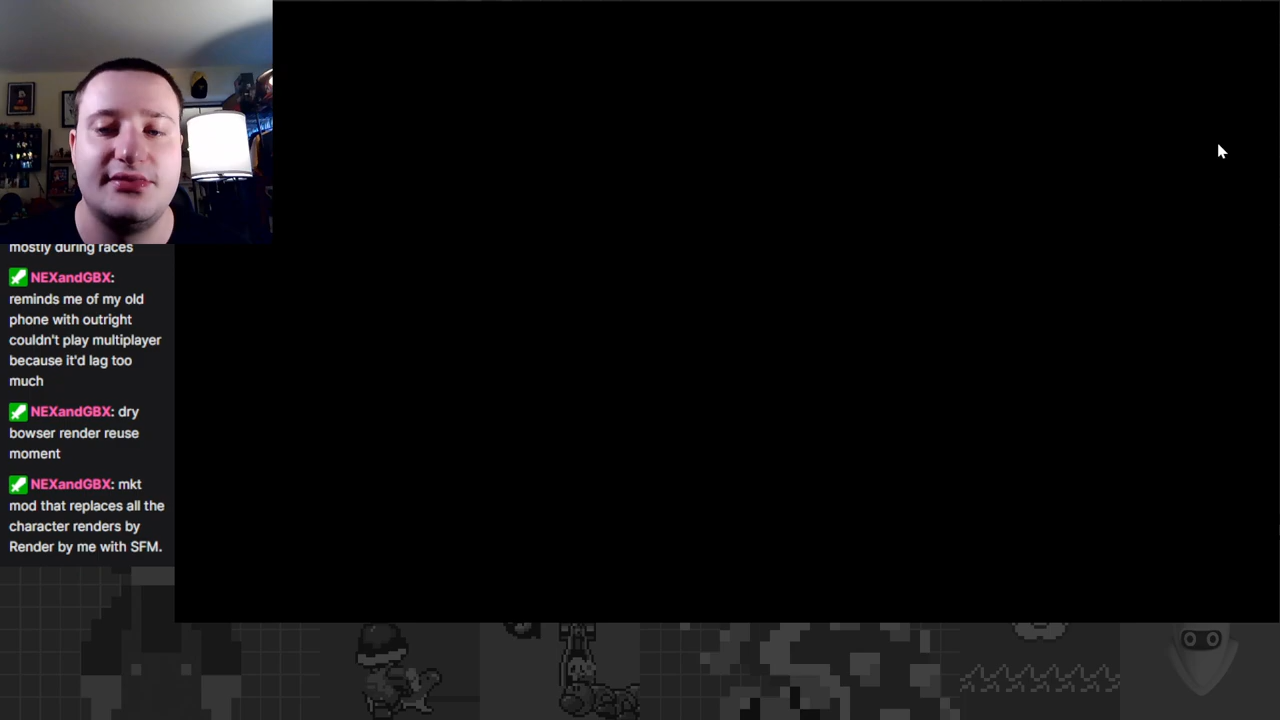 mostly during races
NEXandGBX:
reminds me of my old
phone with outright
couldn't play multiplayer
because it'd lag too
much
NEXandGBX: dry
bowser render reuse
moment
NEXandGBX: mkt
mod that replaces all the
character renders by
Render by me with SFM.